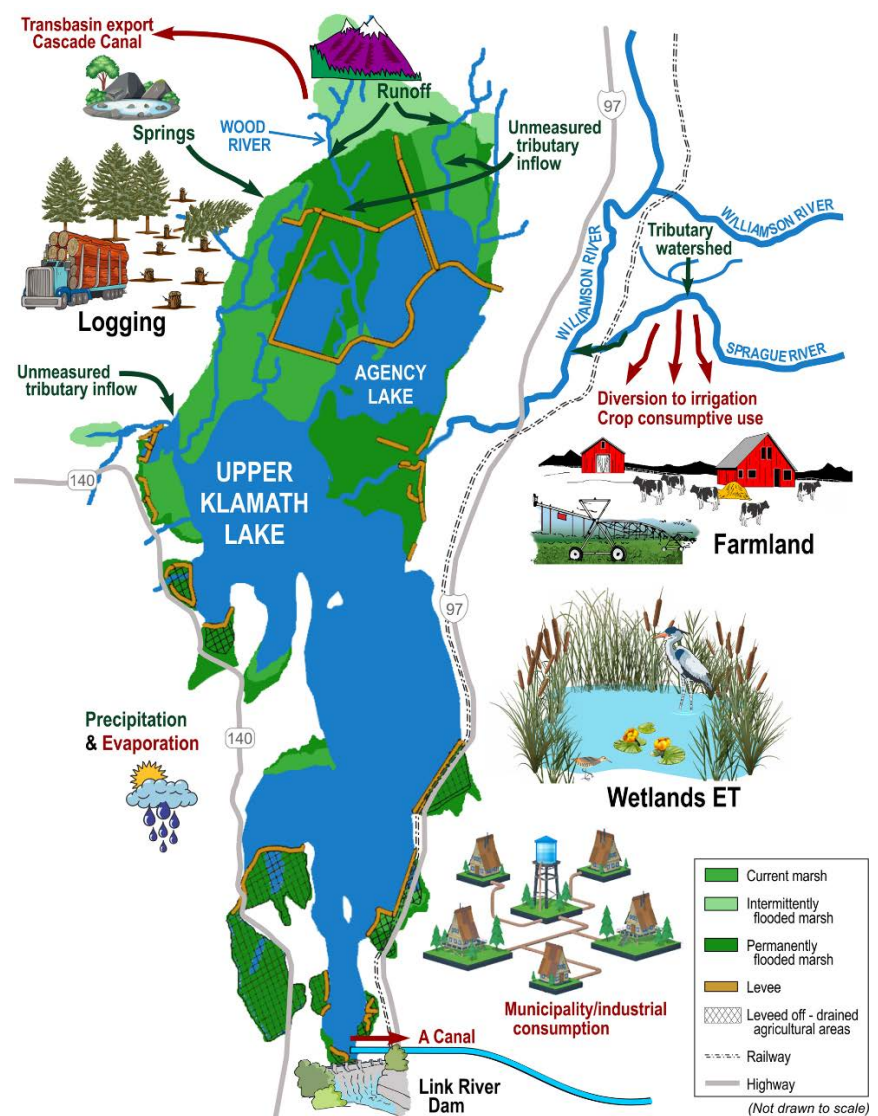 Transbasin export
Cascade Canal
Runoff
WOOD
RIVER
Springs
Unmeasured
tributary
inflow
97
WILLIAMSON RIVER
WILLIAMSON RIVER
Tributary
watershed
SPRAGUE RIVER
Logging
Unmeasured
tributary inflow
AGENCY
LAKE
Diversion to irrigation
Crop consumptive use
140
UPPER
KLAMATH
LAKE
Farmland
97
Precipitation
& Evaporation
140
Wetlands ET
Municipality/industrial
consumption
A Canal
Link River
Dam
Current marsh
Intermittently
flooded marsh
Permanently
flooded marsh
Levee
Leveed off - drained
agricultural areas
Railway
Highway
(Not drawn to scale)